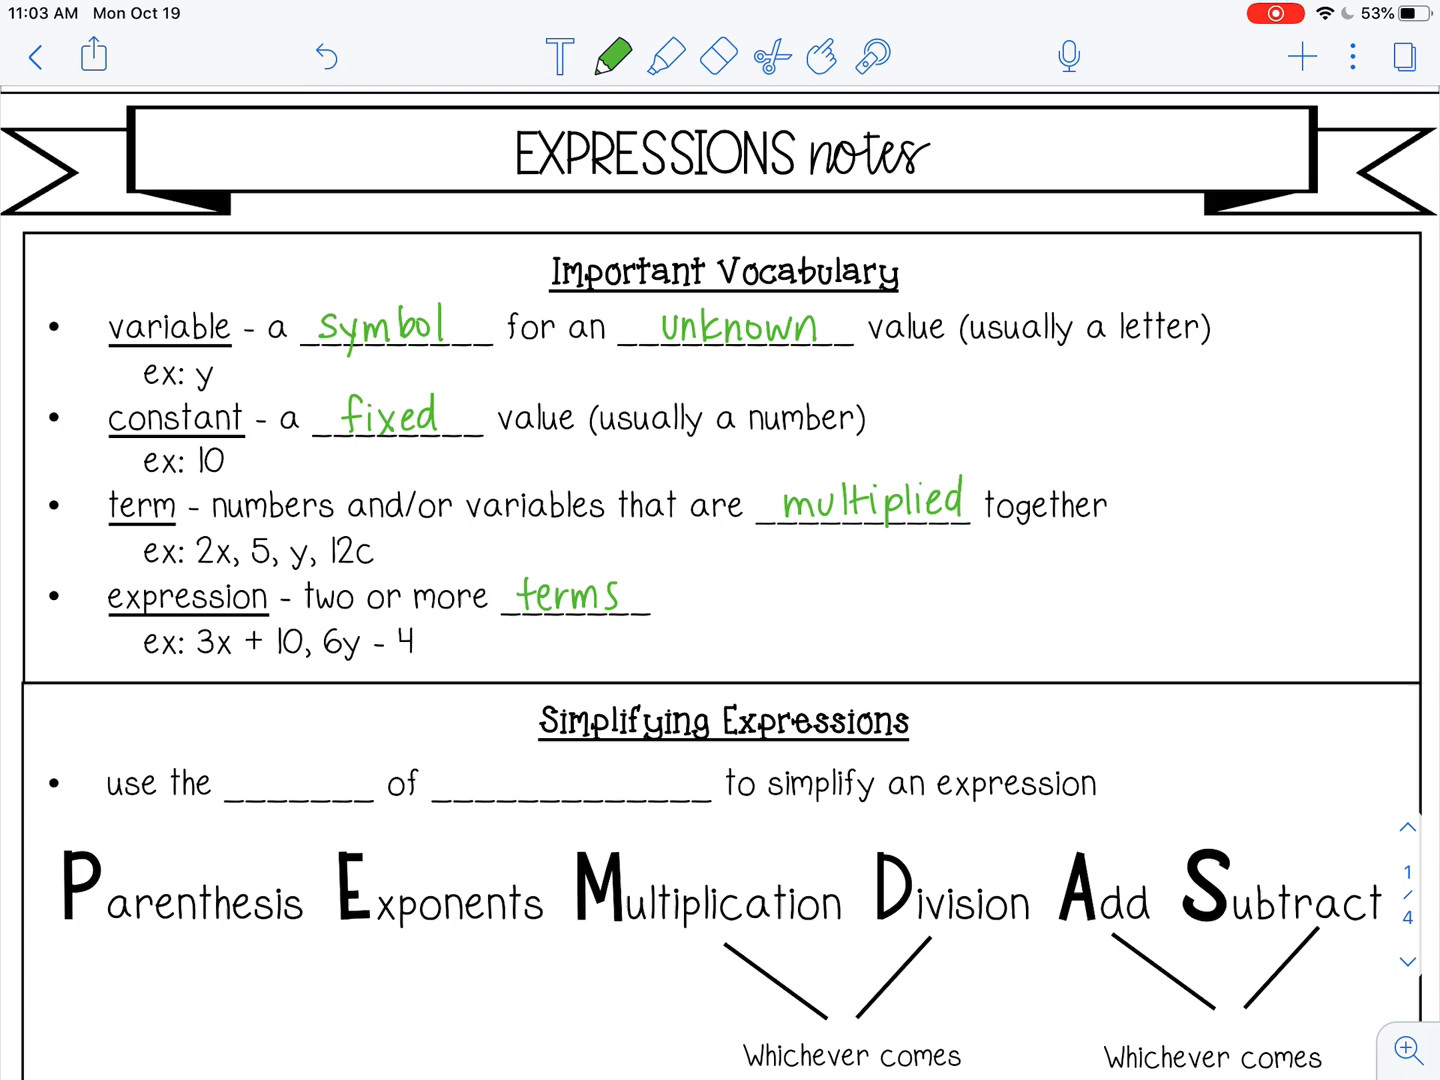 11:03 AM Mon Oct 19
53%
T
EXPRESSIONS notes
Important Vocabulary
• variable - a symbol for an unknown value (usually a letter)
ex: y
• constant - a fixed value (usually a number)
ex: 10
• term - numbers and/or variables that are multiplied together
ex: 2x, 5, y, 12c
• expression - two or more terms
ex: 3x + 10, 6y - 4
Simplifying Expressions
• use the _______ of _____________ to simplify an expression
Parenthesis Exponents Multiplication Division Add Subtract
1
/
4
Whichever comes Whichever comes